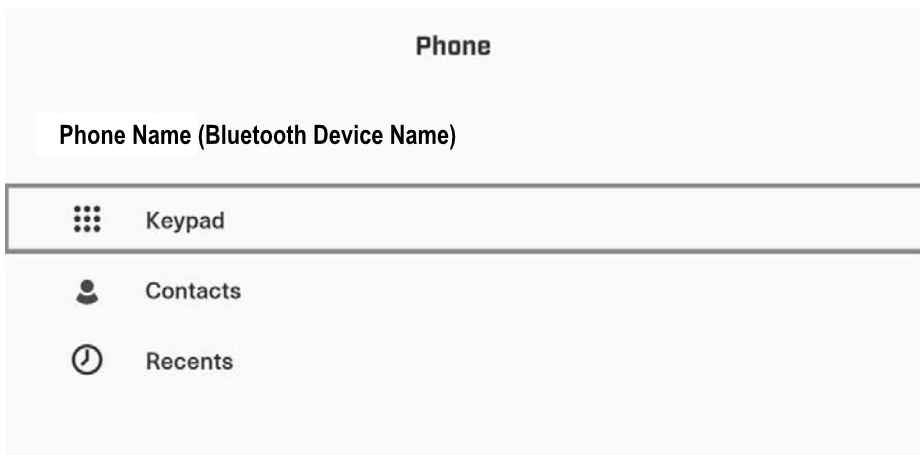 Phone
Phone Name (Bluetooth Device Name)
Keypad
Contacts
Recents